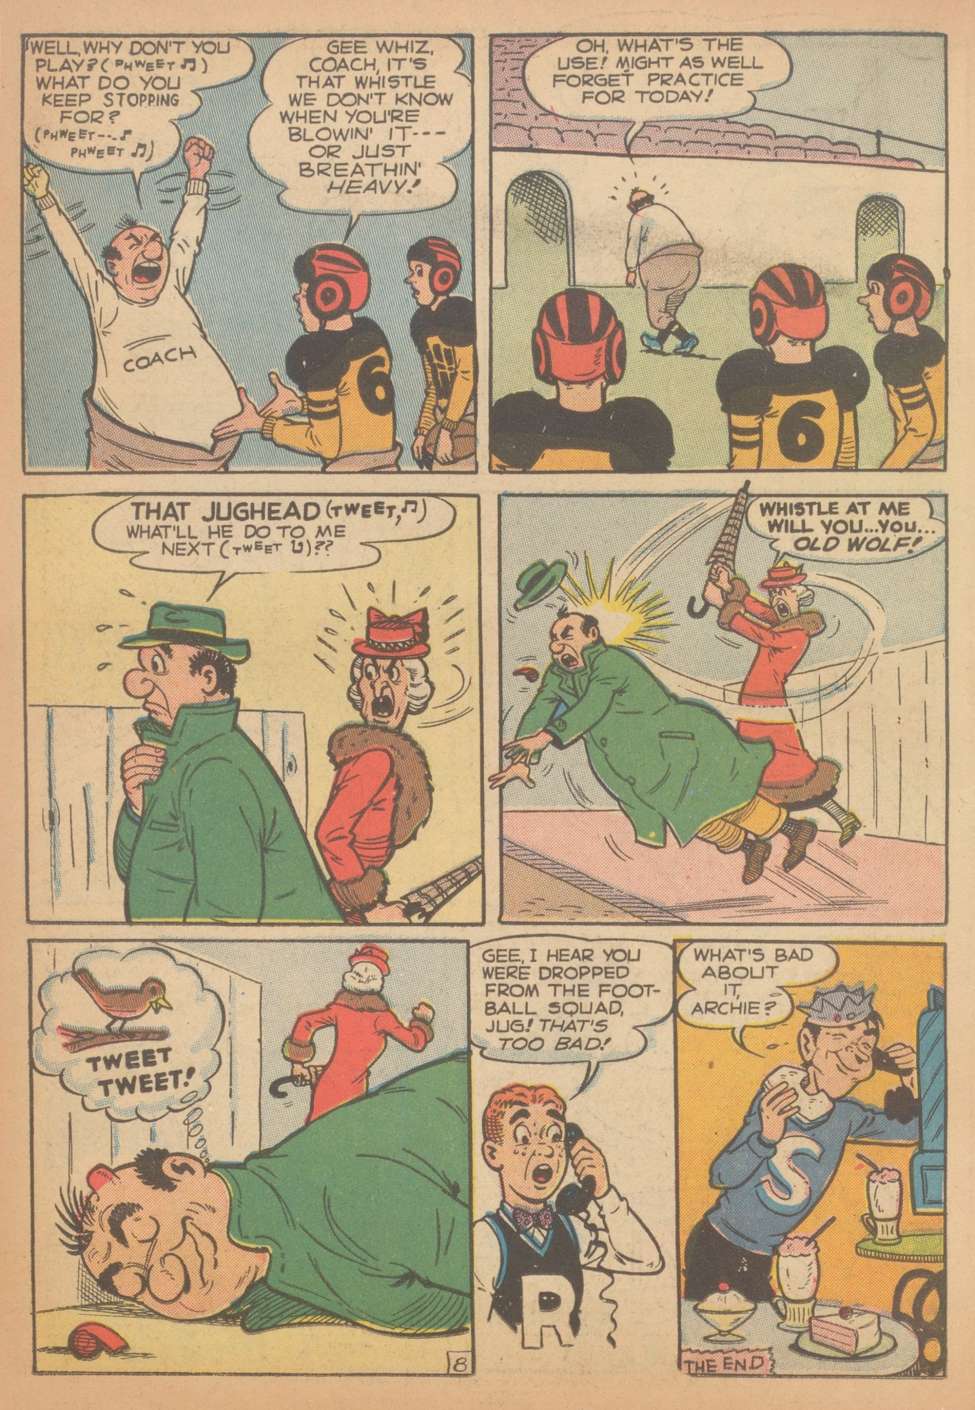 WELL, WHY DON'T YOU
PLAY? (PHWEET ♫)
WHAT DO YOU
KEEP STOPPING
FOR?
(PHWEET--♪
PHWEET ♫)
GEE WHIZ,
COACH, IT'S
THAT WHISTLE
WE DON'T KNOW
WHEN YOU'RE
BLOWIN' IT---
OR JUST
BREATHIN'
HEAVY!
COACH
6
OH, WHAT'S THE
USE! MIGHT AS WELL
FORGET PRACTICE
FOR TODAY!
6
THAT JUGHEAD (TWEET, ♫)
WHAT'LL HE DO TO ME
NEXT (TWEET ♫)??
WHISTLE AT ME
WILL YOU...YOU...
OLD WOLF!
TWEET
TWEET!
8
GEE, I HEAR YOU
WERE DROPPED
FROM THE FOOT-
BALL SQUAD,
JUG! THAT'S
TOO BAD!
R
WHAT'S BAD
ABOUT
IT,
ARCHIE?
S
THE END